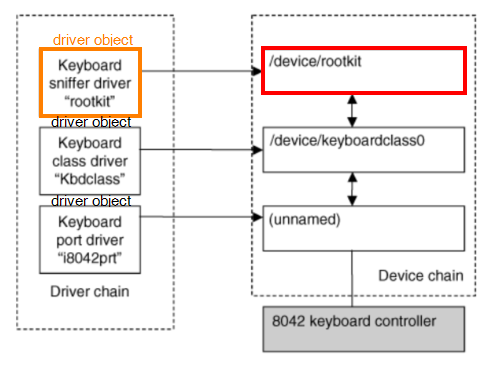 driver object
Keyboard
sniffer driver
“rootkit”
/device/rootkit
driver object
Keyboard
class driver
“Kbdclass”
/device/keyboardclass0
driver object
Keyboard
port driver
“i8042prt”
(unnamed)
Driver chain
Device chain
8042 keyboard controller